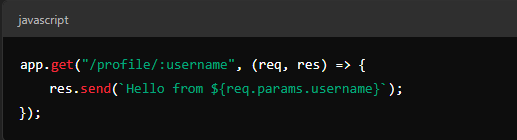 javascript
app.get("/profile/:username", (req, res) => {
    res.send(`Hello from ${req.params.username}`);
});